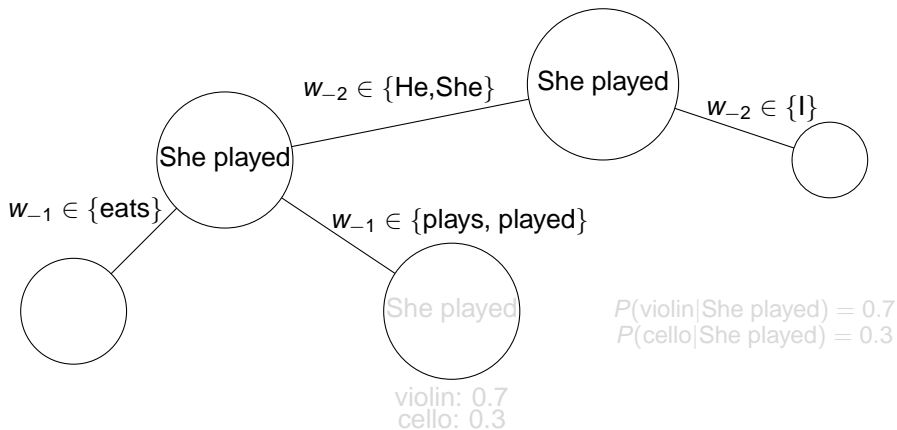 She played
w₋₂ ∈ {He,She}
w₋₂ ∈ {I}
She played
w₋₁ ∈ {eats}
w₋₁ ∈ {plays, played}
She played
P(violin|She played) = 0.7
P(cello|She played) = 0.3
violin: 0.7
cello: 0.3